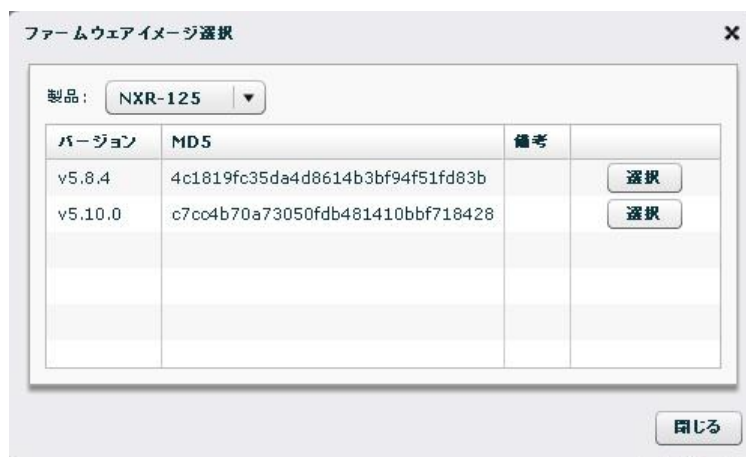 ファームウェアイメージ選択
製品: NXR-125
バージョン MD5 備考
v5.8.4 4c1819fc35da4d8614b3bf94f51fd83b 選択
v5.10.0 c7cc4b70a73050fdb481410bbf718428 選択
閉じる